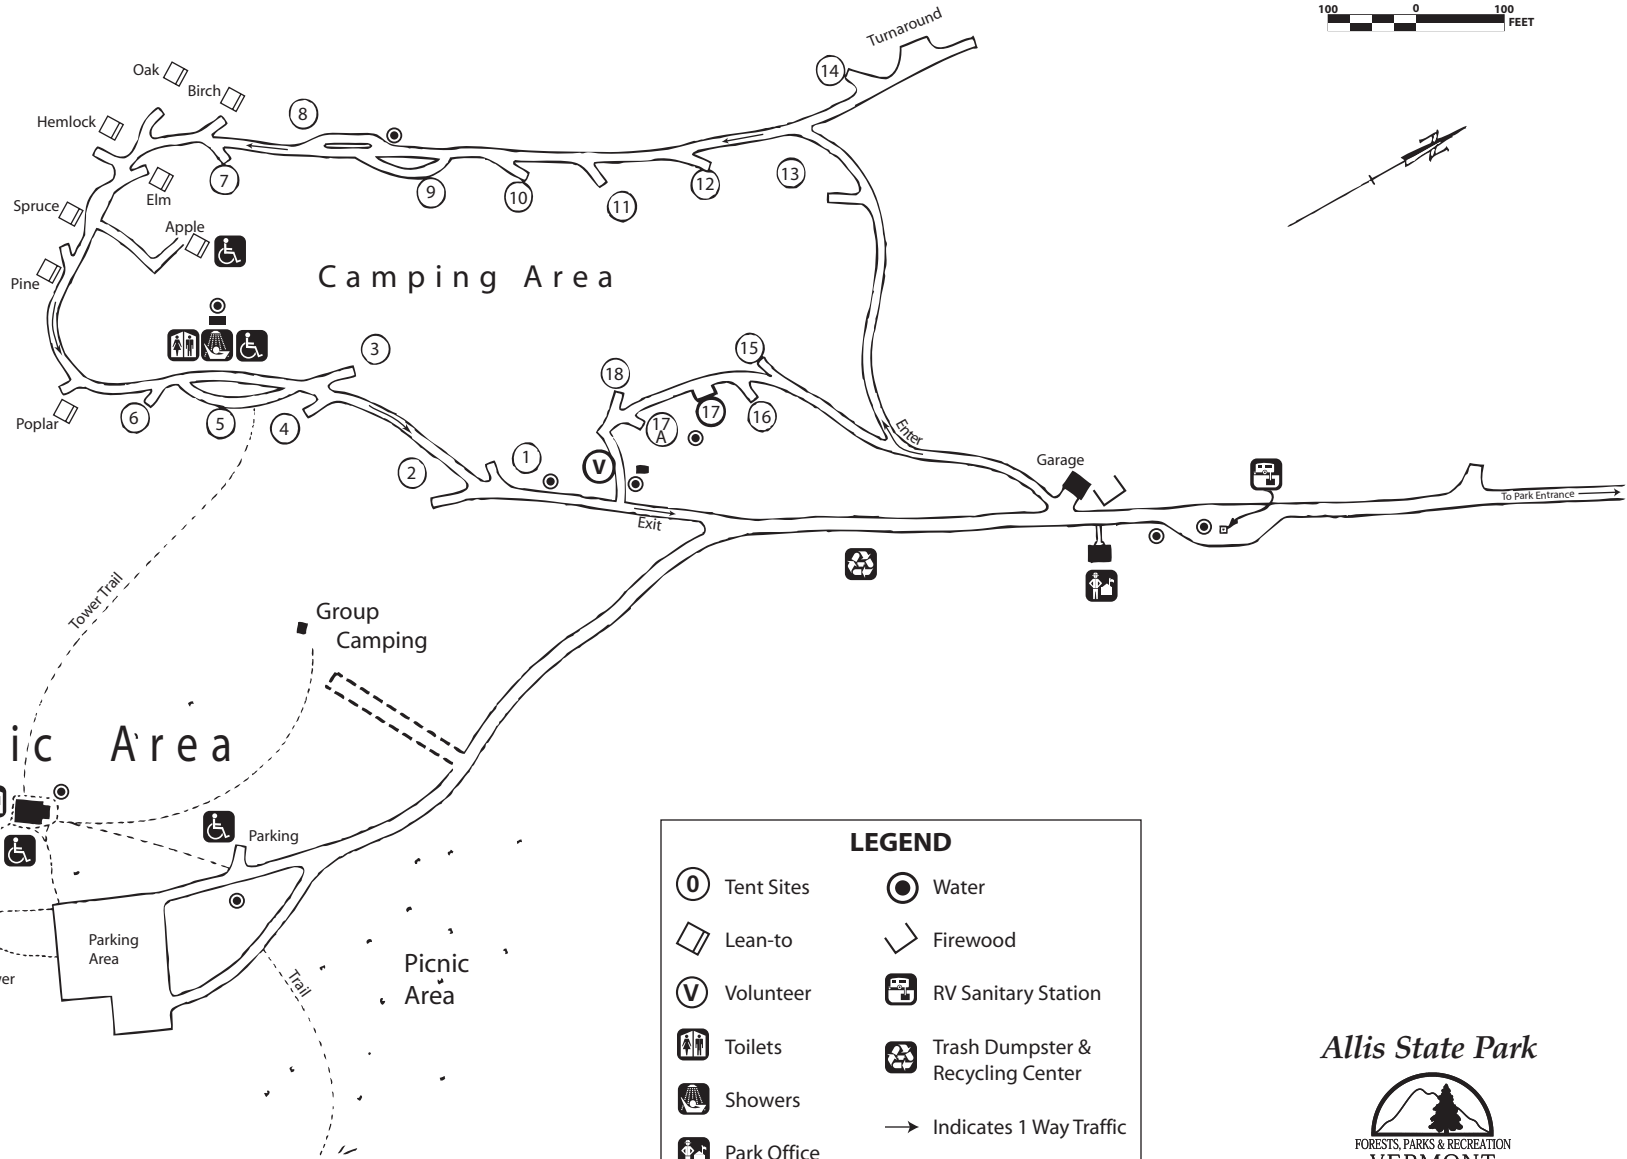 100 0 100
FEET
Turnaround
14
Oak
Birch
8
Hemlock
7
9
10
11
12
13
Elm
Spruce
Apple
Pine
Camping Area
3
15
18
Poplar
6
5
4
17
A
17
16
Enter
2
1
V
Garage
To Park Entrance
Exit
Tower Trail
Group
Camping
ic Area
Parking
Parking
Area
Trail
Picnic
Area
LEGEND
0 Tent Sites
Lean-to
V Volunteer
Toilets
Showers
Park Office
Water
Firewood
RV Sanitary Station
Trash Dumpster &
Recycling Center
Indicates 1 Way Traffic
Allis State Park
FORESTS, PARKS & RECREATION
VERMONT